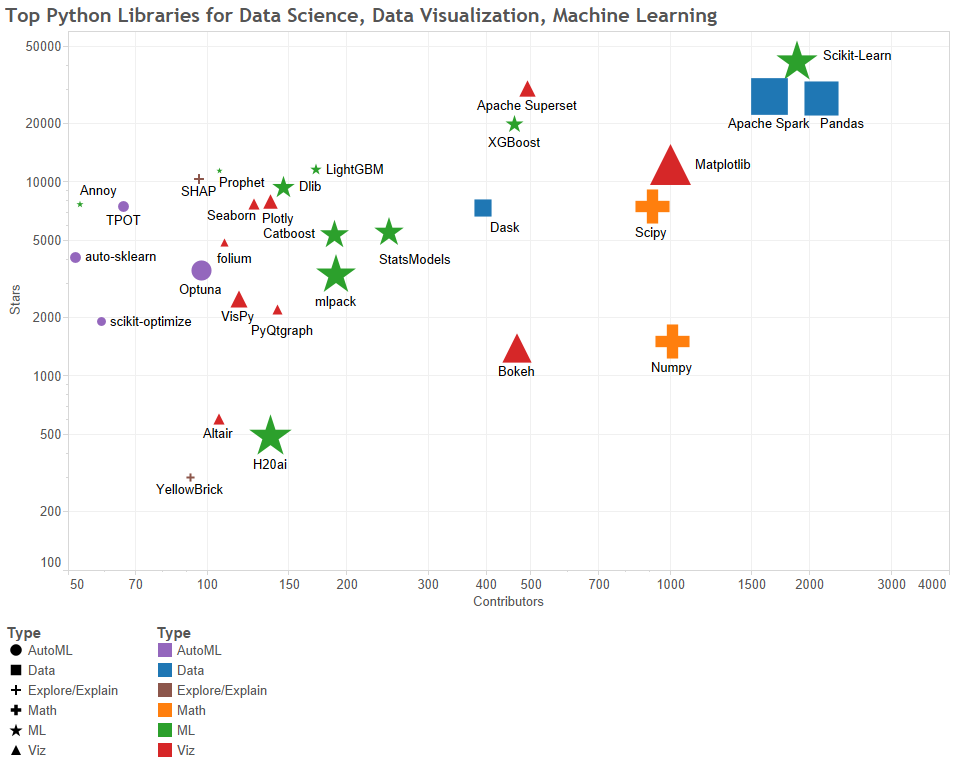 Top Python Libraries for Data Science, Data Visualization, Machine Learning
50000
Scikit-Learn
Apache Superset
20000
Apache Spark
Pandas
XGBoost
Matplotlib
LightGBM
10000
Prophet
Dlib
SHAP
Annoy
TPOT
Seaborn
Plotly
Dask
Scipy
Catboost
5000
auto-sklearn
folium
StatsModels
Optuna
mlpack
Stars
2000
scikit-optimize
VisPy
PyQtgraph
Bokeh
Numpy
1000
500
Altair
H20ai
YellowBrick
200
100
50 70 100 150 200 300 400 500 700 1000 1500 2000 3000 4000
Contributors
Type
AutoML
Data
Explore/Explain
Math
ML
Viz
Type
AutoML
Data
Explore/Explain
Math
ML
Viz